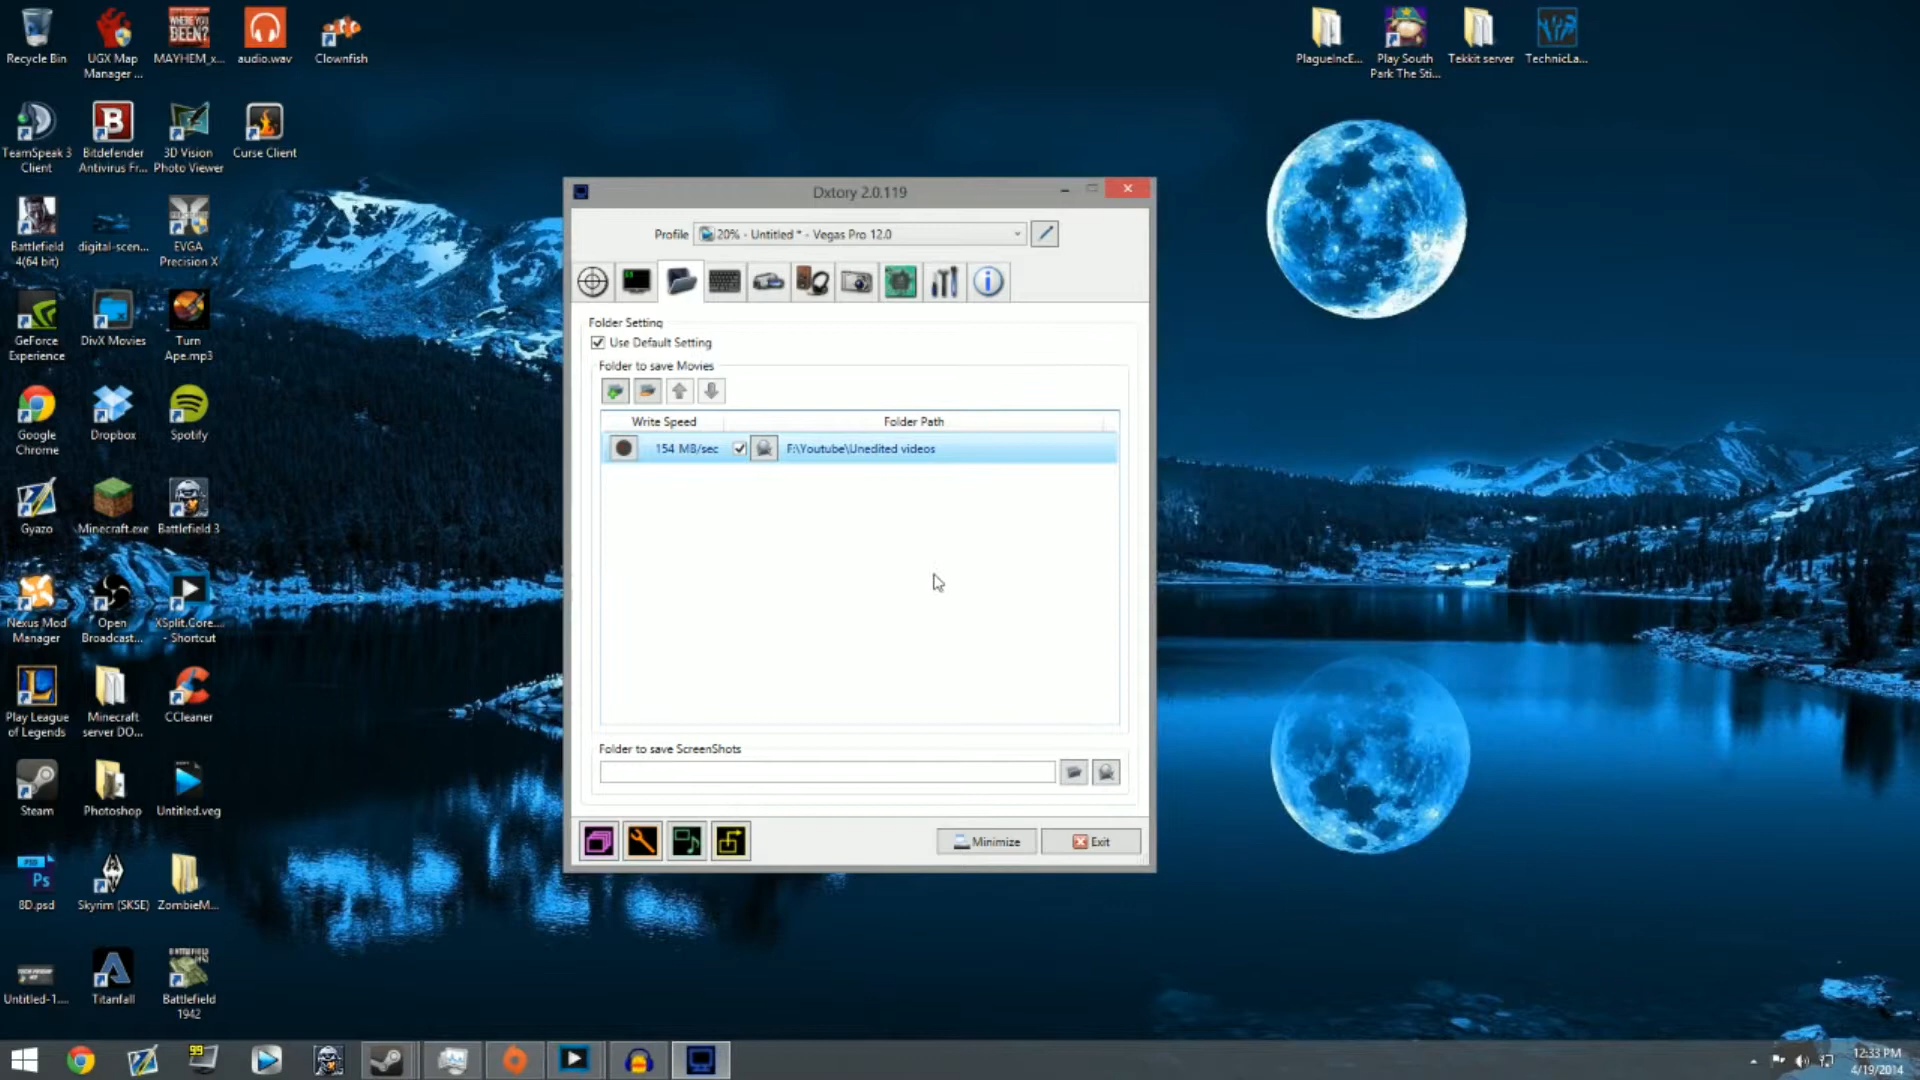 Recycle Bin
UGX Map
Manager ...
WHERE YOU
BEEN?
MAYHEM_x...
audio.wav
Clownfish
PlagueIncE...
Play South
Park The Sti...
Tekkit server
TechnicLa...
TeamSpeak 3
Client
Bitdefender
Antivirus Fr...
3D Vision
Photo Viewer
Curse Client
Battlefield
4(64 bit)
digital-scen...
EVGA
Precision X
GeForce
Experience
DivX Movies
Turn
Ape.mp3
Google
Chrome
Dropbox
Spotify
Gyazo
Minecraft.exe
Battlefield 3
Nexus Mod
Manager
Open
Broadcast...
XSplit.Core....
- Shortcut
Play League
of Legends
Minecraft
server DO...
CCleaner
Steam
Photoshop
Untitled.veg
PSD
Ps
8D.psd
Skyrim (SKSE)
ZombieM...
Untitled-1....
Titanfall
Battlefield
1942
Dxtory 2.0.119
Profile
20% - Untitled * - Vegas Pro 12.0
Folder Setting
Use Default Setting
Folder to save Movies
Write Speed
Folder Path
154 MB/sec
F:\Youtube\Unedited videos
Folder to save ScreenShots
Minimize
Exit
99
12:33 PM
4/19/2014